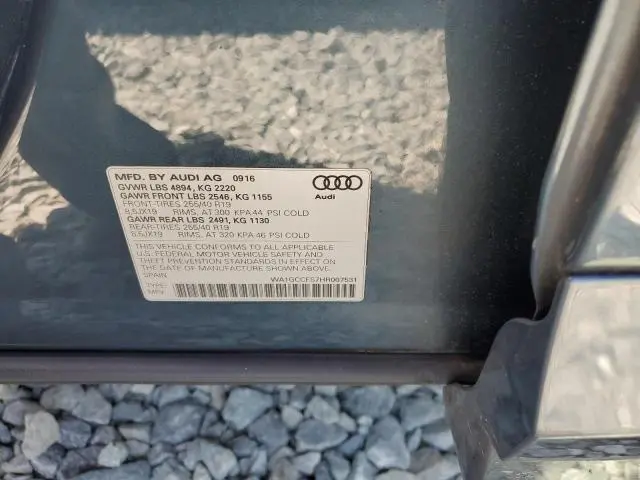 MFD. BY AUDI AG 0916
GVWR LBS 4894, KG 2220
GAWR FRONT LBS 2546, KG 1155
FRONT-TIRES 255/40 R19
8.5JX19 RIMS, AT 300 KPA 44 PSI COLD
GAWR REAR LBS 2491, KG 1130
REAR-TIRES 255/40 R19
8.5JX19 RIMS, AT 320 KPA 46 PSI COLD
THIS VEHICLE CONFORMS TO ALL APPLICABLE
U.S. FEDERAL MOTOR VEHICLE SAFETY AND
THEFT PREVENTION STANDARDS IN EFFECT ON
THE DATE OF MANUFACTURE SHOWN ABOVE.
SPAIN
TYPE:
MPV
WA1GCCFS7HR007531
Audi